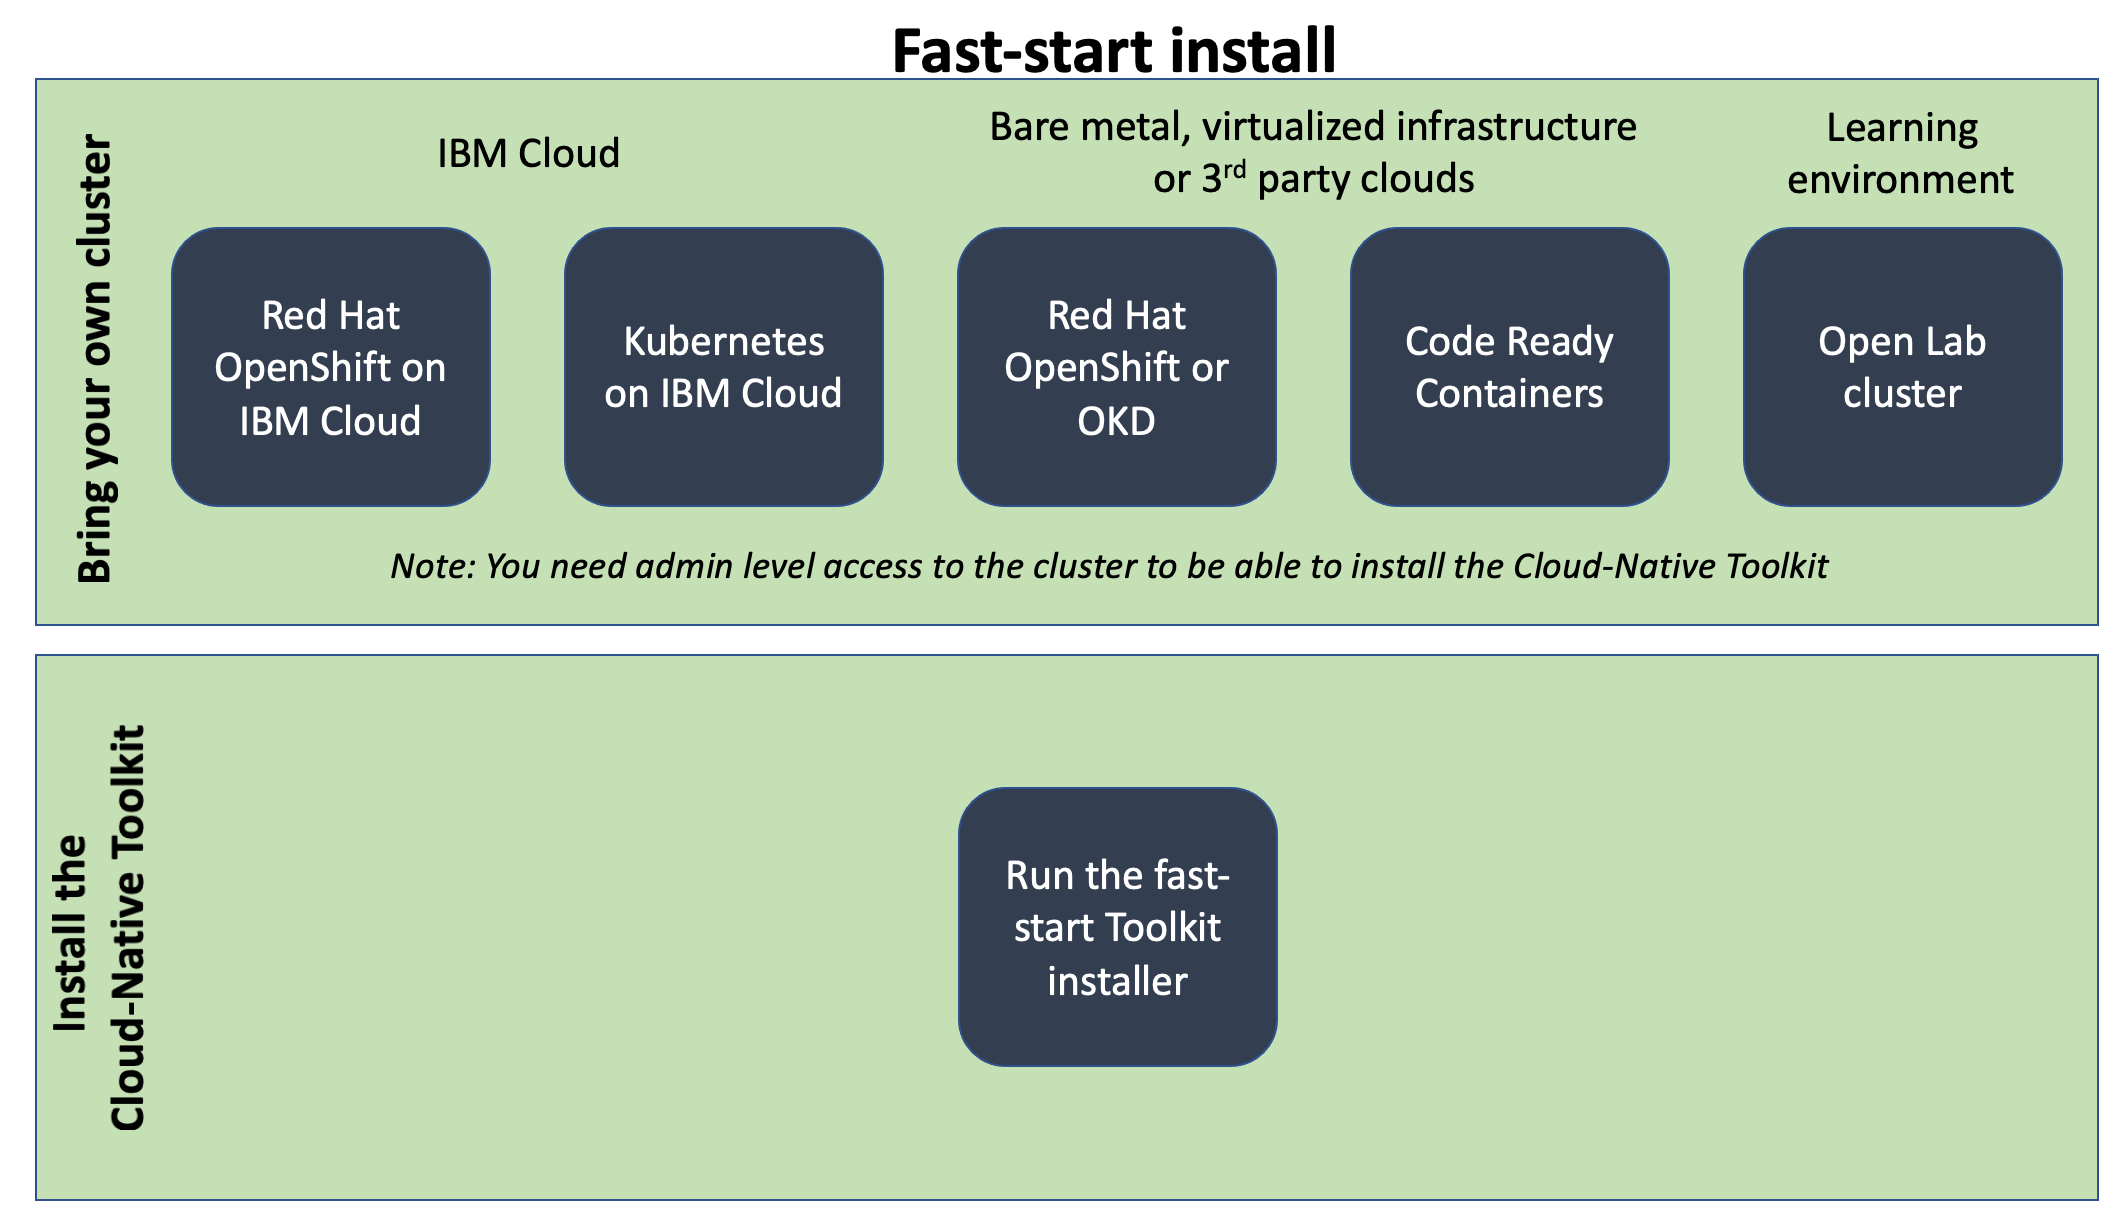 Fast-start install
Bring your own cluster
IBM Cloud
Bare metal, virtualized infrastructure
or 3rd party clouds
Learning
environment
Red Hat
OpenShift on
IBM Cloud
Kubernetes
on IBM Cloud
Red Hat
OpenShift or
OKD
Code Ready
Containers
Open Lab
cluster
Note: You need admin level access to the cluster to be able to install the Cloud-Native Toolkit
Install the
Cloud-Native Toolkit
Run the fast-
start Toolkit
installer